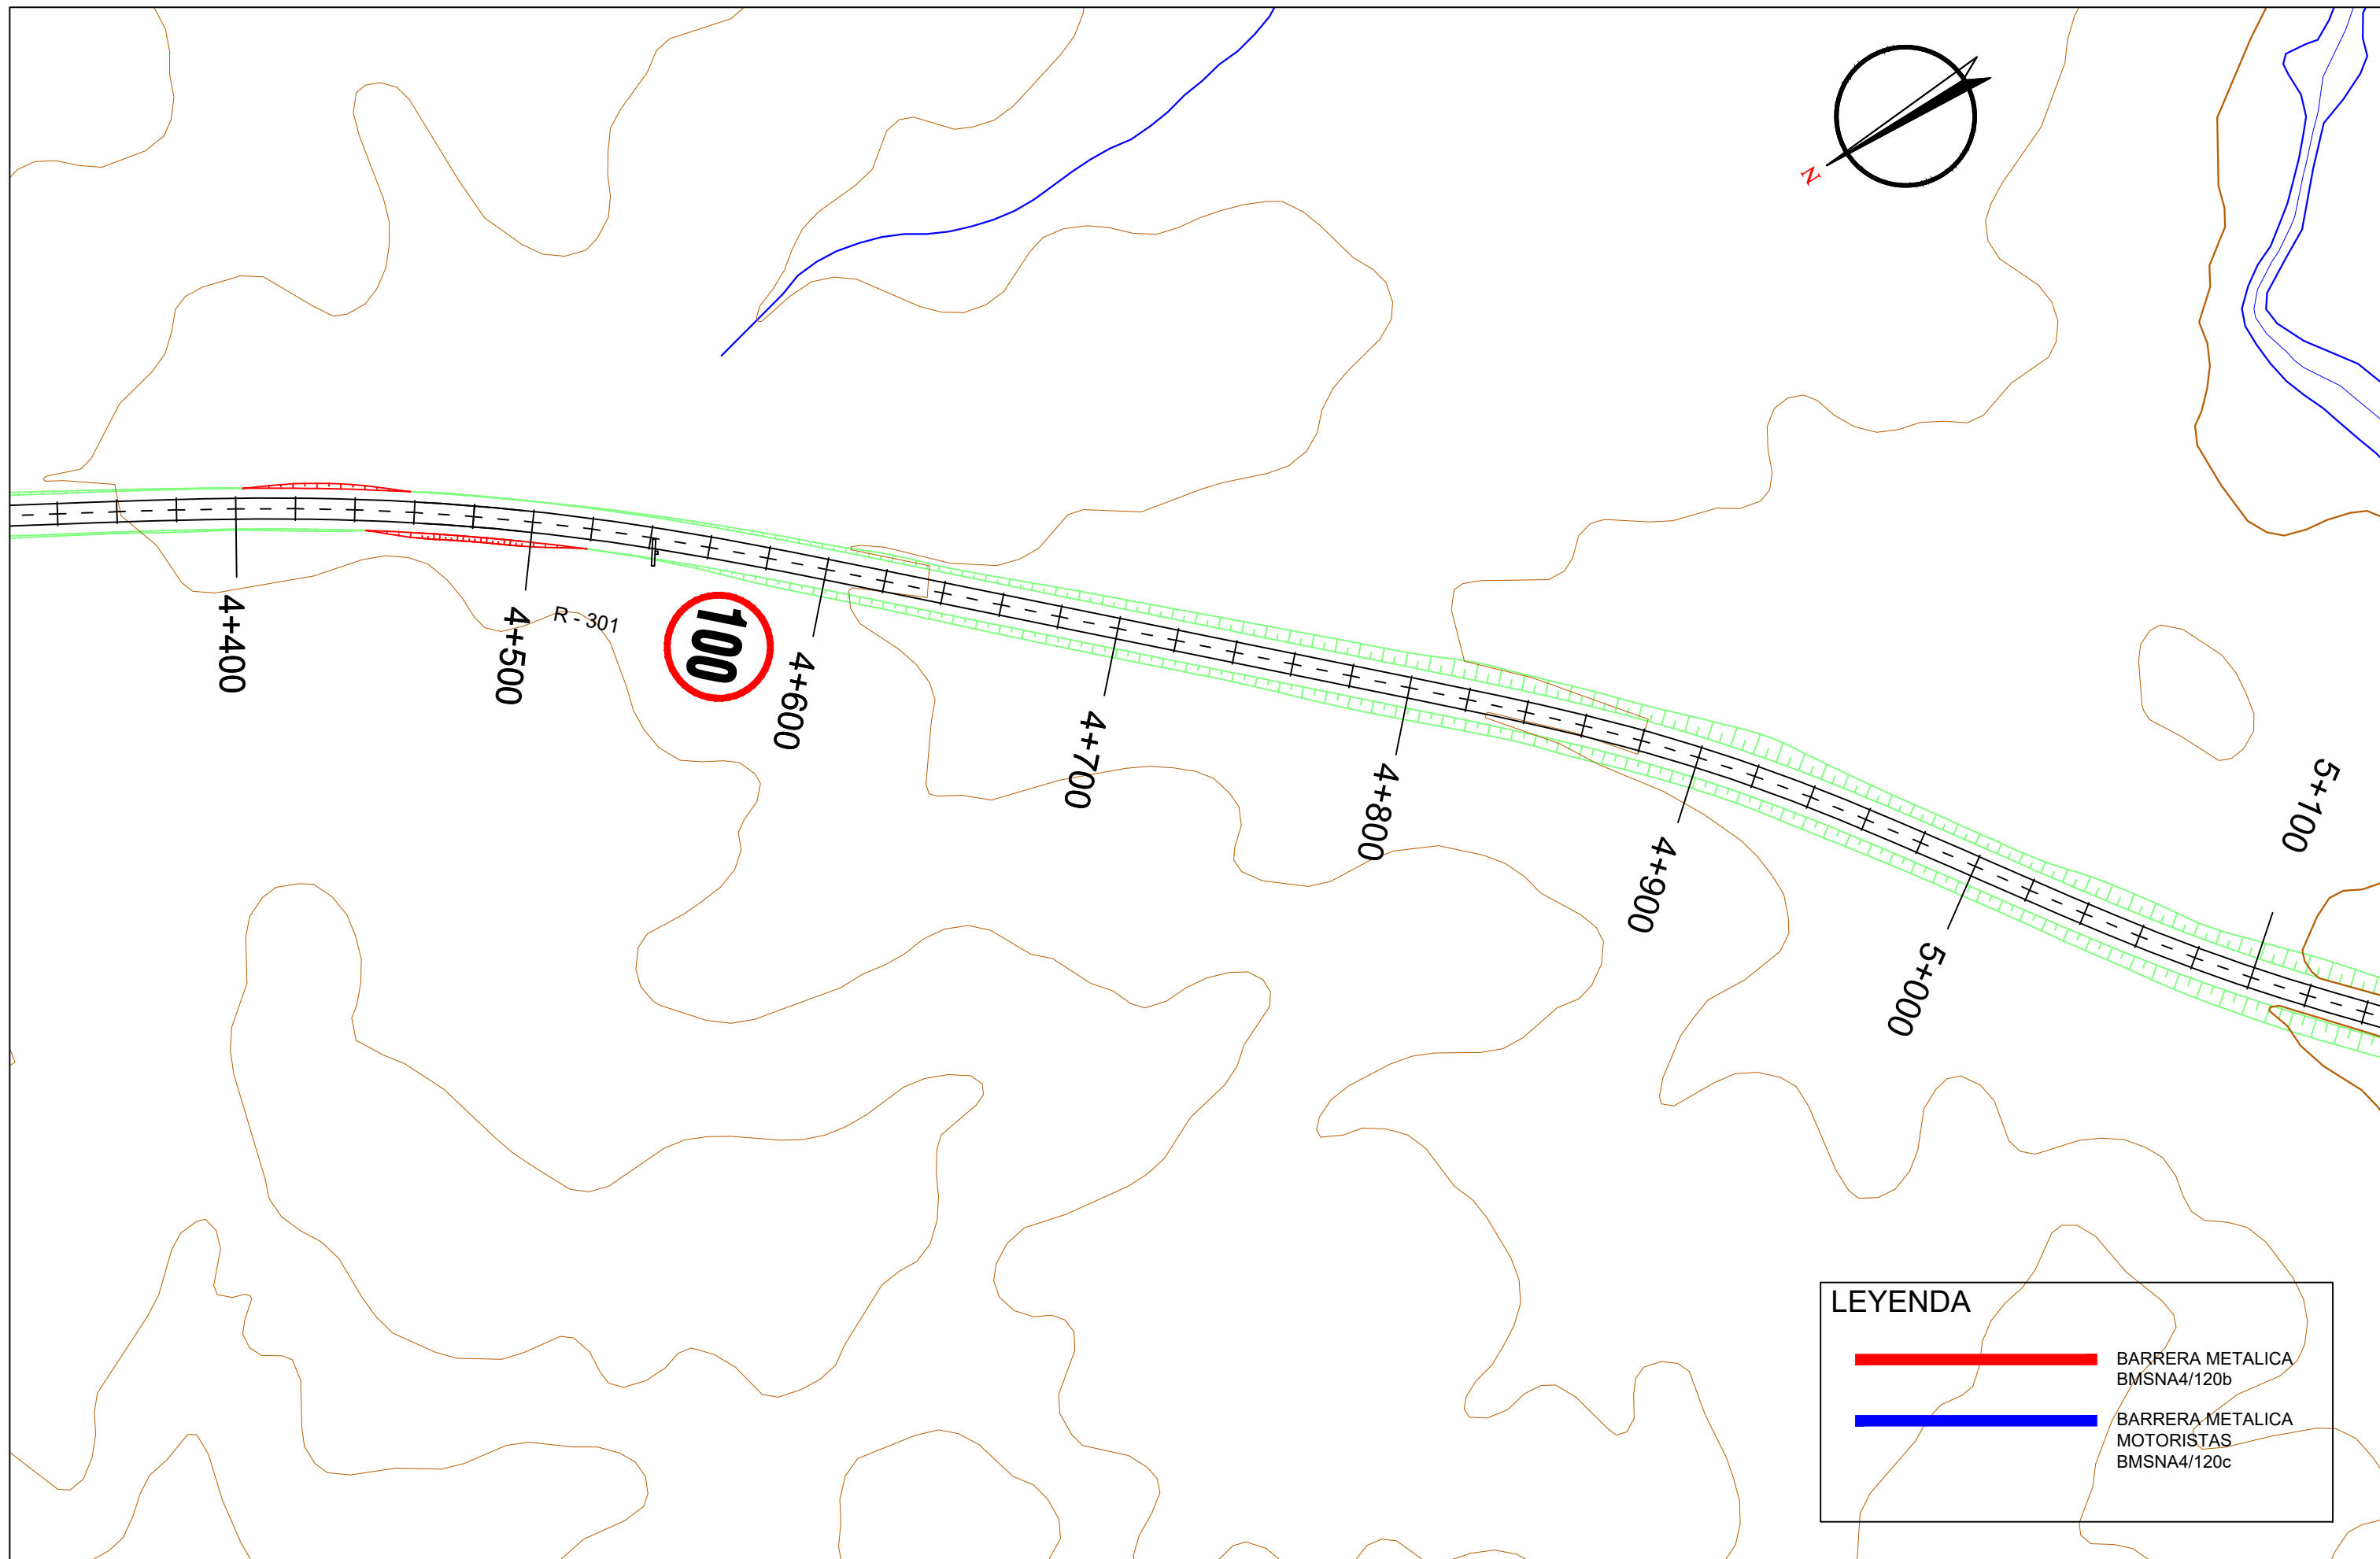 N
4+400
4+500
R - 301
100
4+600
4+700
4+800
4+900
5+000
5+100
LEYENDA
BARRERA METALICA
BMSNA4/120b
BARRERA METALICA
MOTORISTAS
BMSNA4/120c